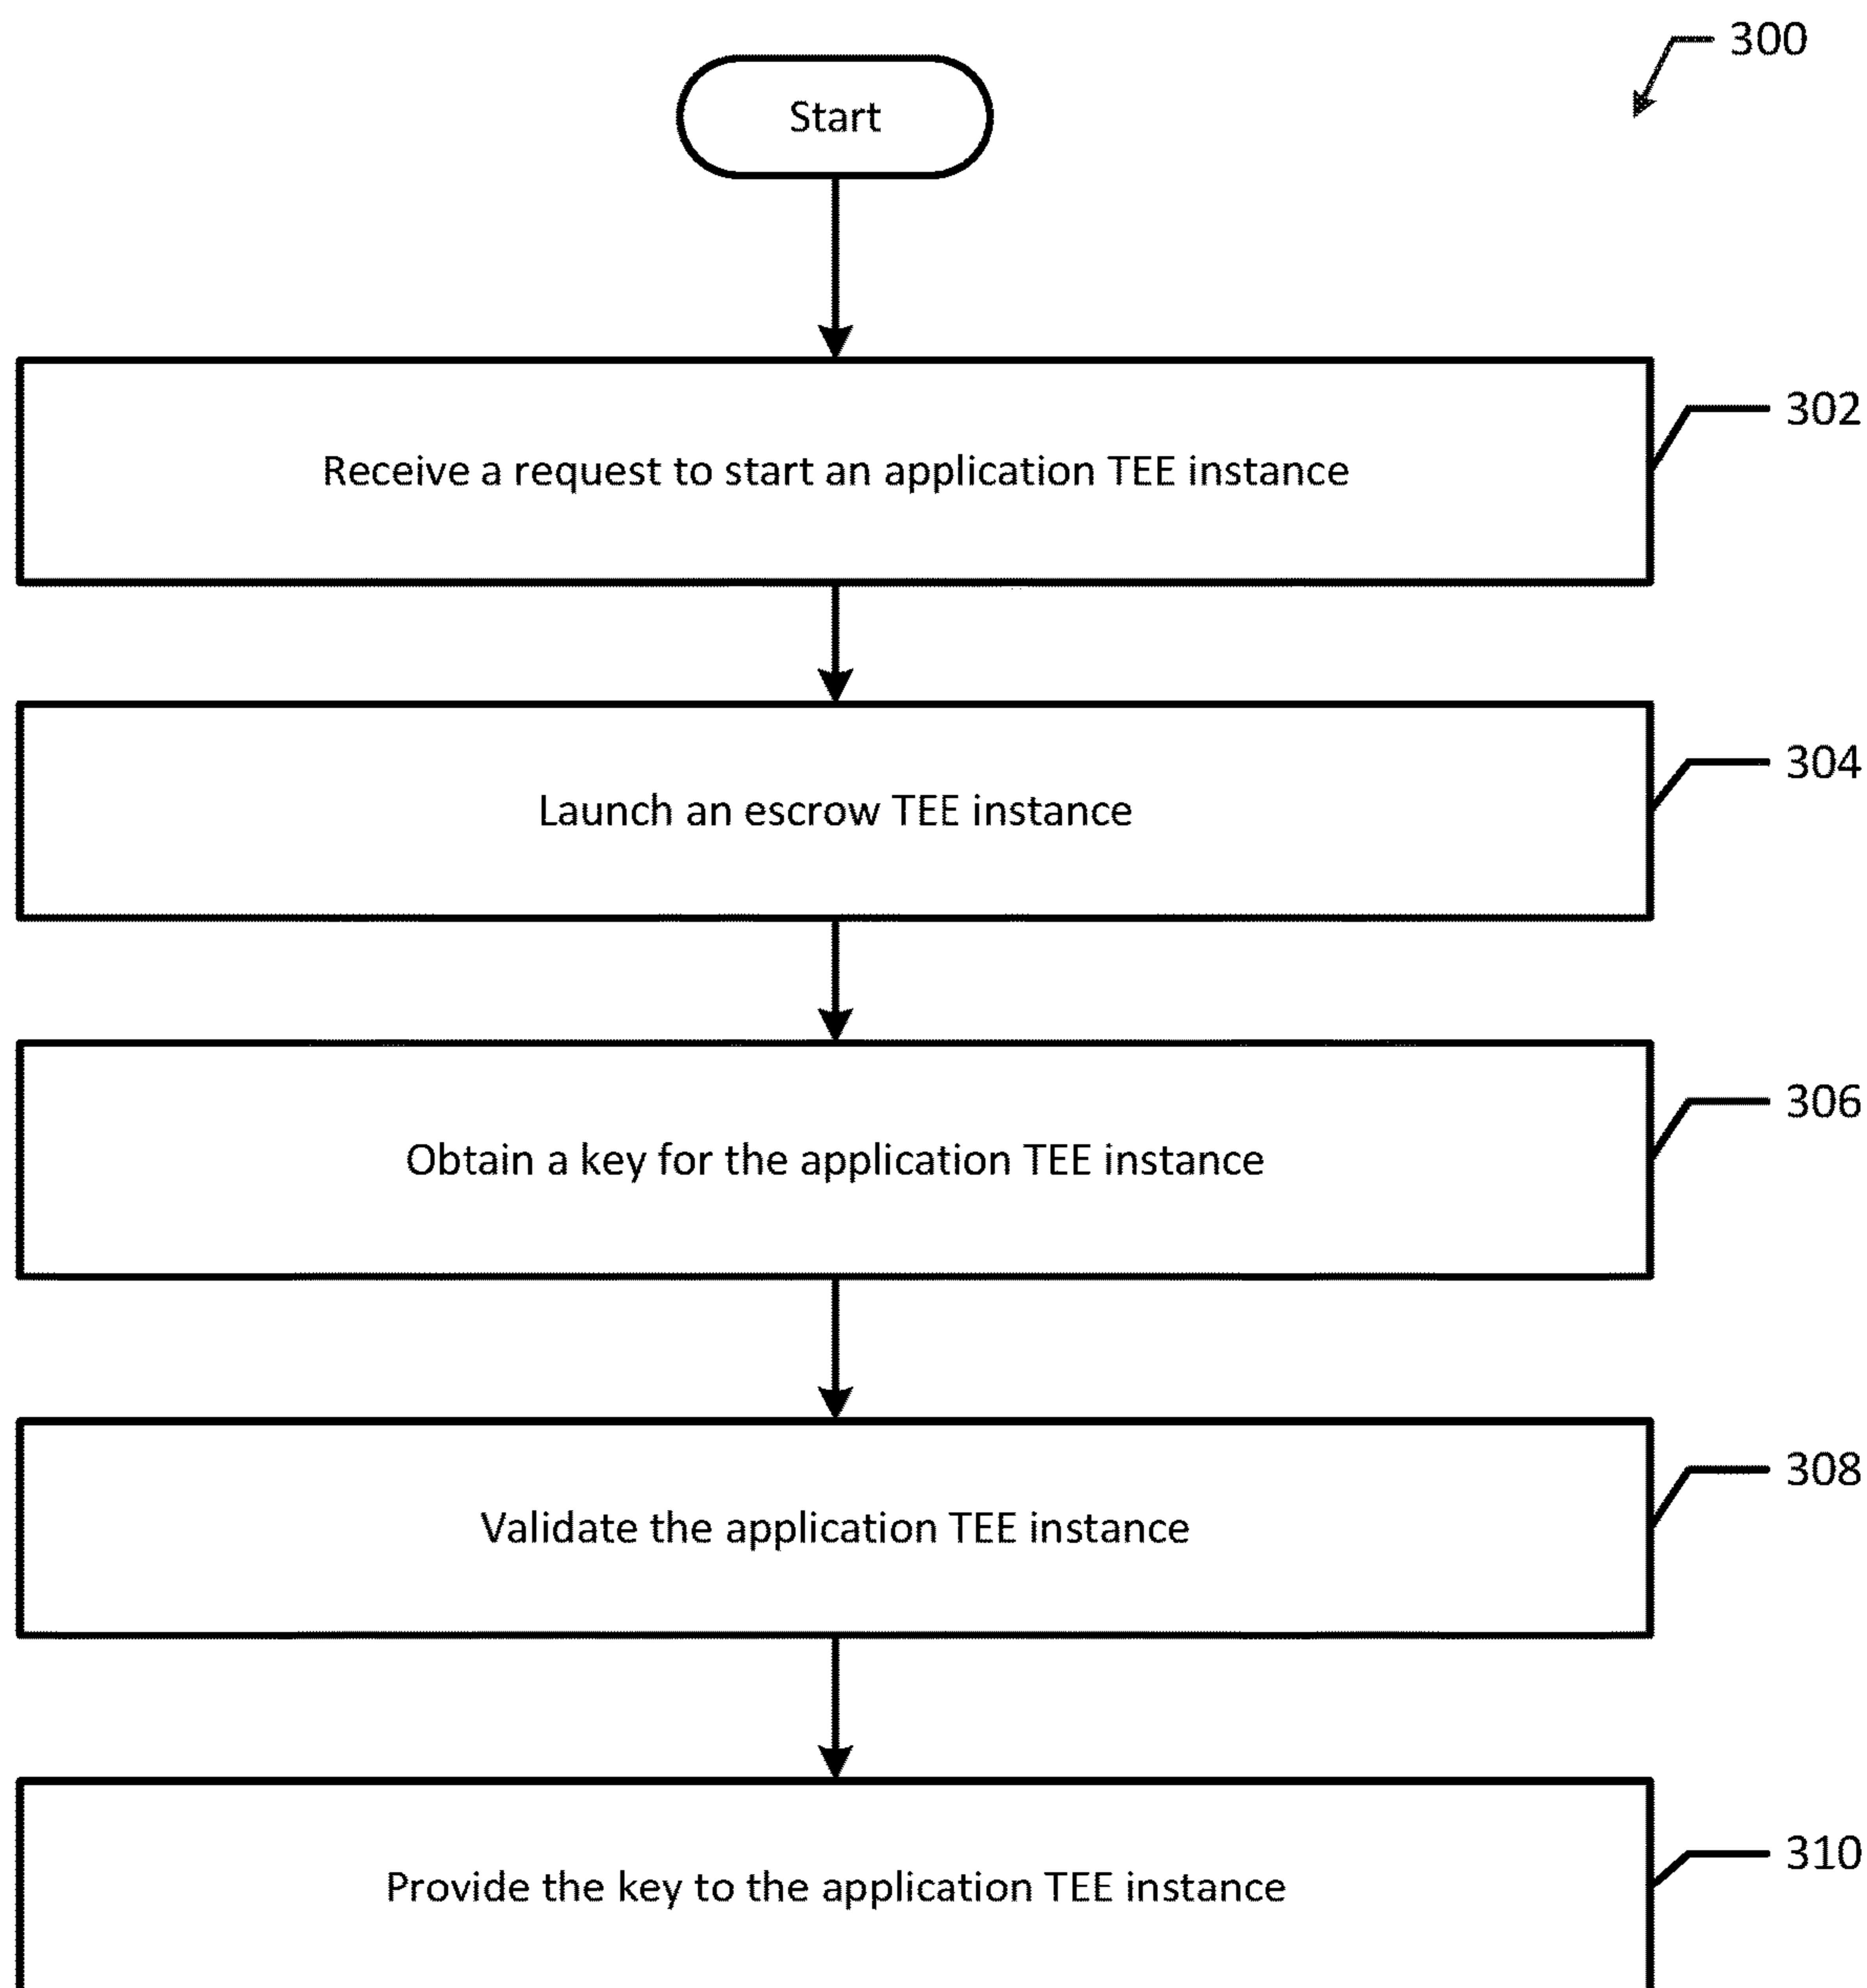 300
Start
Receive a request to start an application TEE instance
302
Launch an escrow TEE instance
304
Obtain a key for the application TEE instance
306
Validate the application TEE instance
308
Provide the key to the application TEE instance
310